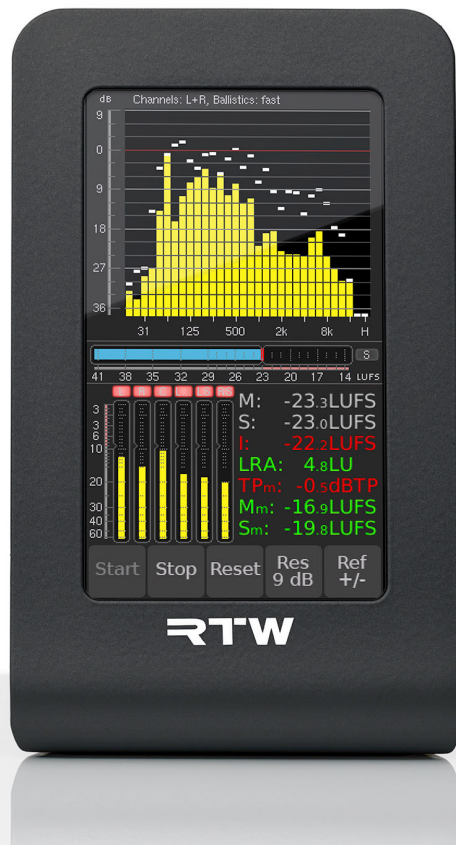 dB Channels: L+R, Ballistics: fast
9
0
9
18
27
36
31 125 500 2k 8k H
S
41 38 35 32 29 26 23 20 17 14 LUFS
3
3
6
10
20
30
40
60
M: -23.3LUFS
S: -23.0LUFS
I: -22.2LUFS
LRA: 4.8LU
TPm: -0.5dBTP
Mm: -16.9LUFS
Sm: -19.8LUFS
Start Stop Reset Res 9 dB Ref +/-
RTW